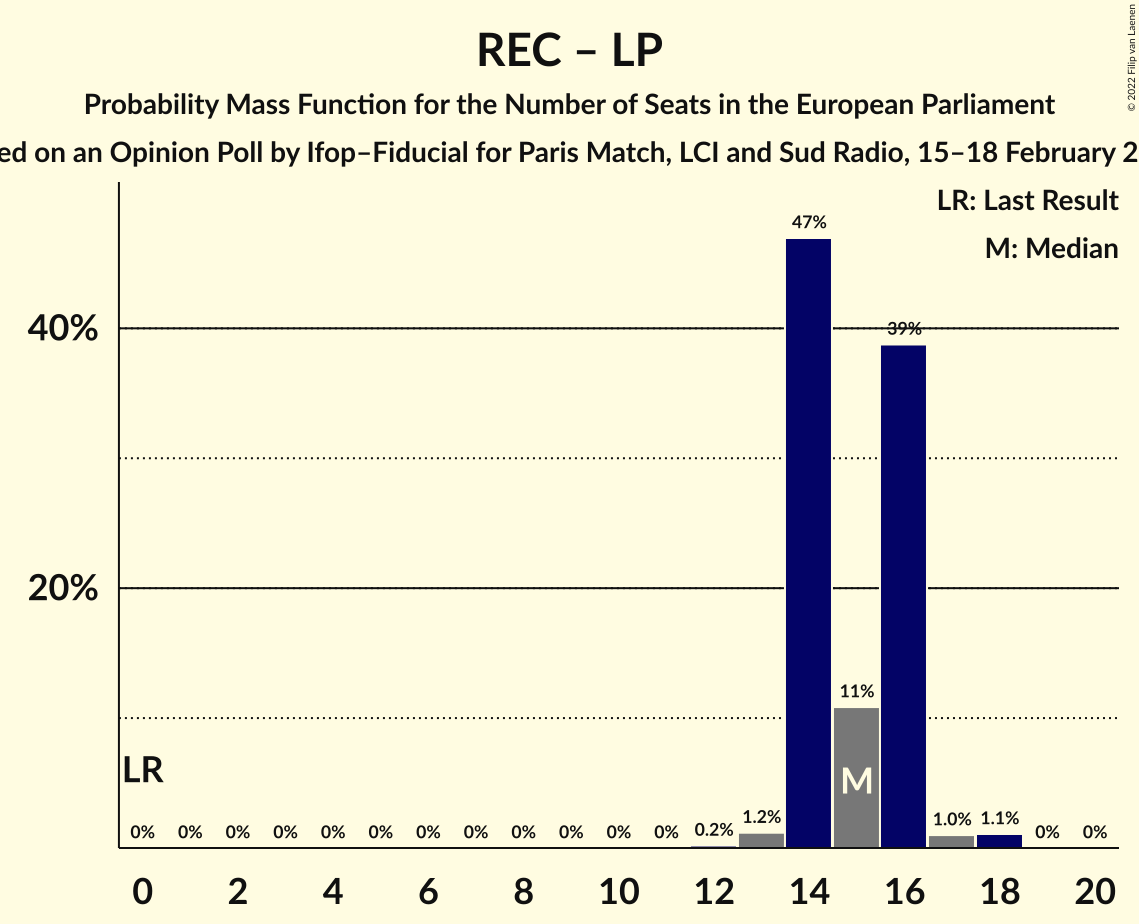 REC – LP
Probability Mass Function for the Number of Seats in the European Parliament
on an Opinion Poll by Ifop–Fiducial for Paris Match, LCI and Sud Radio, 15–18 February
© 2022 Filip van Laenen
LR: Last Result
M: Median
47%
40%
39%
20%
11%
LR
M
0% 0% 0% 0% 0% 0% 0% 0% 0% 0% 0% 0% 0.2% 1.2% 1.0% 1.1% 0% 0%
0 2 4 6 8 10 12 14 16 18 20